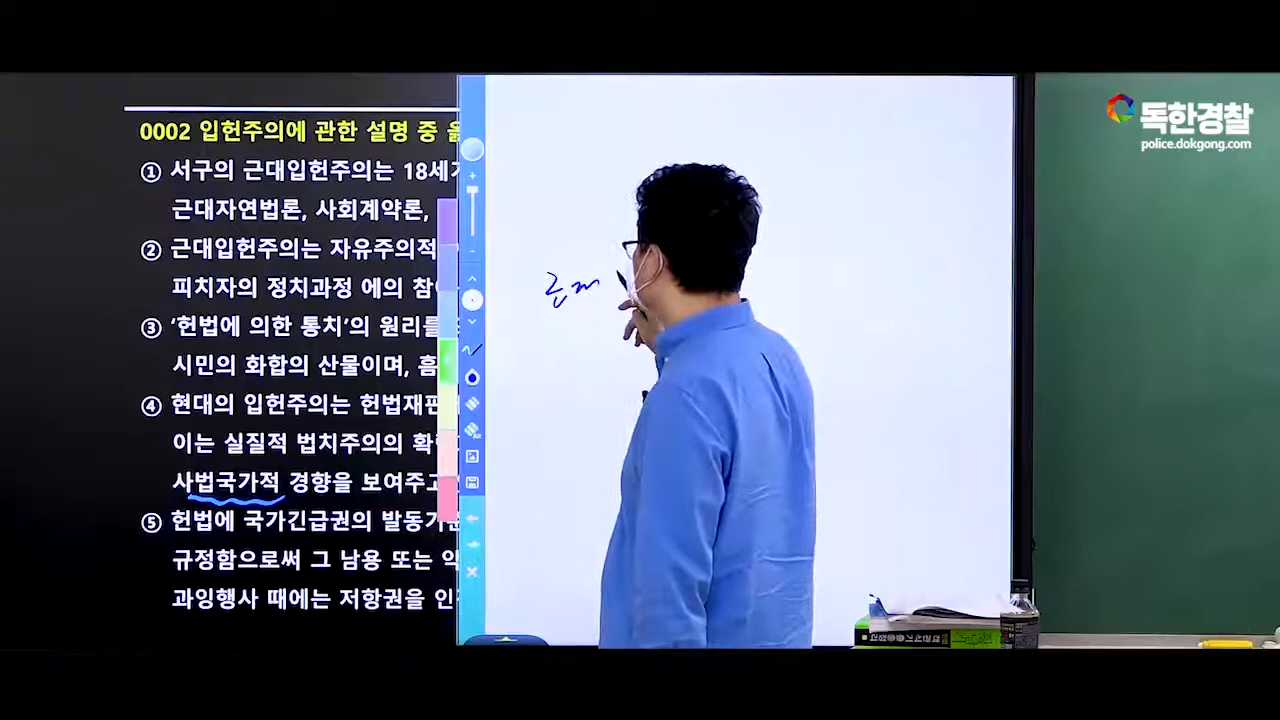 0002 입헌주의에 관한 설명 중
① 서구의 근대입헌주의는 18세기
근대자연법론, 사회계약론,
② 근대입헌주의는 자유주의적
피치자의 정치과정 에의 참여
③ ‘헌법에 의한 통치’의 원리를
시민의 화합의 산물이며, 흠
④ 현대의 입헌주의는 헌법재판
이는 실질적 법치주의의 확
사법국가적 경향을 보여주고
⑤ 헌법에 국가긴급권의 발동기준
규정함으로써 그 남용 또는 악
과잉행사 때에는 저항권을 인
근대
독한경찰
police.dokgong.com